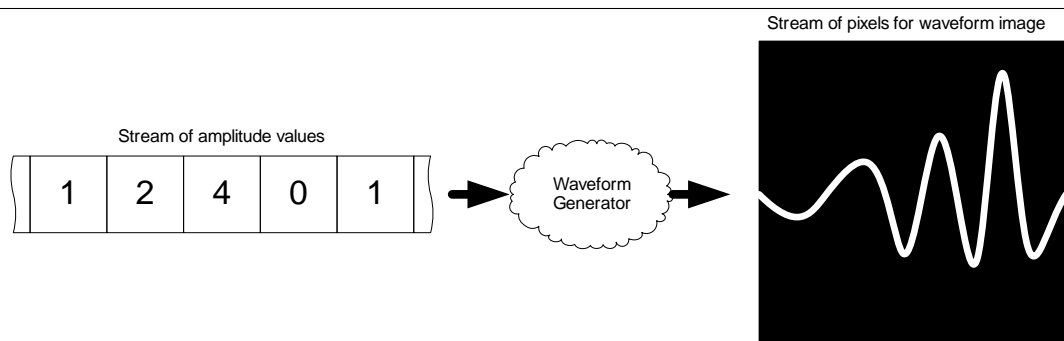 Stream of pixels for waveform image
Stream of amplitude values
1 2 4 0 1
Waveform
Generator